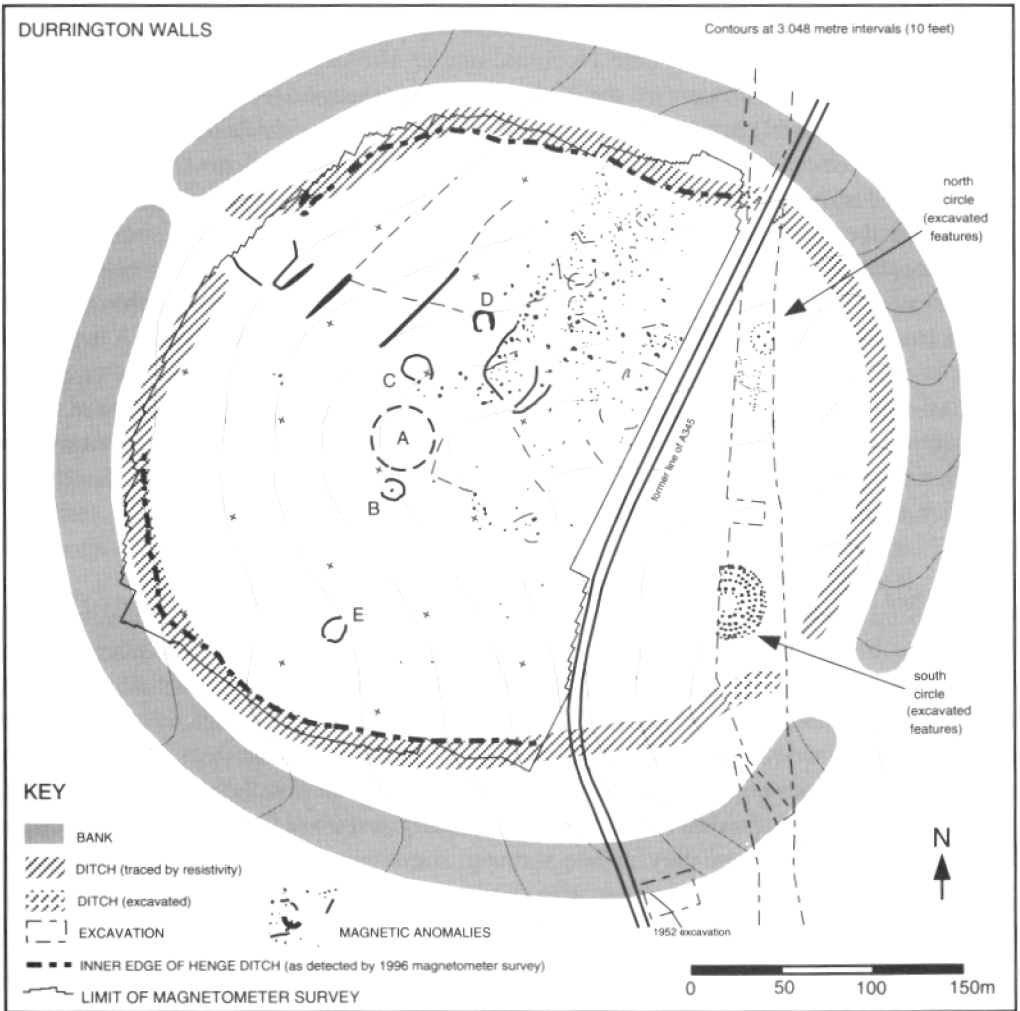 DURRINGTON WALLS
Contours at 3.048 metre intervals (10 feet)
north
circle
(excavated
features)
D
C
A
B
E
former line of A345
south
circle
(excavated
features)
KEY
BANK
DITCH (traced by resistivity)
DITCH (excavated)
EXCAVATION
MAGNETIC ANOMALIES
INNER EDGE OF HENGE DITCH (as detected by 1996 magnetometer survey)
LIMIT OF MAGNETOMETER SURVEY
1952 excavation
N
0 50 100 150m